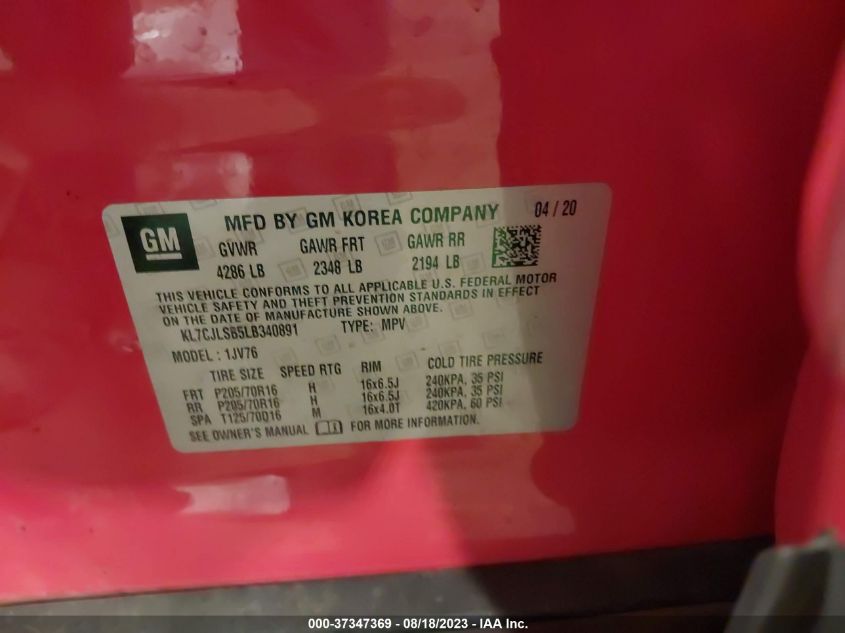 GM
MFD BY GM KOREA COMPANY 04 / 20
GVWR GAWR FRT GAWR RR
4286 LB 2348 LB 2194 LB
THIS VEHICLE CONFORMS TO ALL APPLICABLE U.S. FEDERAL MOTOR
VEHICLE SAFETY AND THEFT PREVENTION STANDARDS IN EFFECT
ON THE DATE OF MANUFACTURE SHOWN ABOVE.
KL7CJLSB5LB340891 TYPE: MPV
MODEL : 1JV76
TIRE SIZE SPEED RTG RIM COLD TIRE PRESSURE
FRT P205/70R16 H 16x6.5J 240KPA, 35 PSI
RR P205/70R16 H 16x6.5J 240KPA, 35 PSI
SPA T125/70Q16 M 16x4.0T 420KPA, 60 PSI
SEE OWNER'S MANUAL FOR MORE INFORMATION.
000-37347369 - 08/18/2023 - IAA Inc.